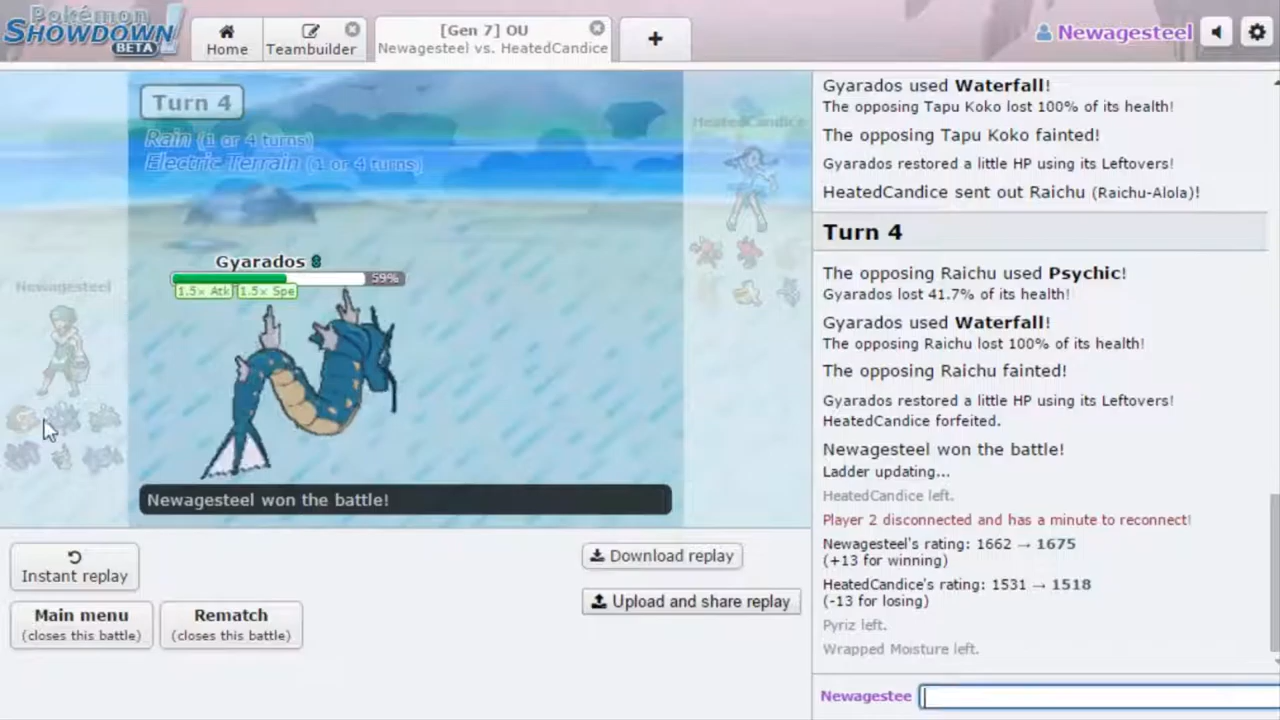 Pokémon
SHOWDOWN!
BETA
Home
Teambuilder
[Gen 7] OU
Newagesteel vs. HeatedCandice
+
Newagesteel
Turn 4
Rain (1 or 4 turns)
Electric Terrain (1 or 4 turns)
HeatedCandice
Newagesteel
Gyarados
59%
1.5× Atk
1.5× Spe
Newagesteel won the battle!
Instant replay
Download replay
Upload and share replay
Main menu
(closes this battle)
Rematch
(closes this battle)
Gyarados used Waterfall!
The opposing Tapu Koko lost 100% of its health!
The opposing Tapu Koko fainted!
Gyarados restored a little HP using its Leftovers!
HeatedCandice sent out Raichu (Raichu-Alola)!
Turn 4
The opposing Raichu used Psychic!
Gyarados lost 41.7% of its health!
Gyarados used Waterfall!
The opposing Raichu lost 100% of its health!
The opposing Raichu fainted!
Gyarados restored a little HP using its Leftovers!
HeatedCandice forfeited.
Newagesteel won the battle!
Ladder updating...
HeatedCandice left.
Player 2 disconnected and has a minute to reconnect!
Newagesteel's rating: 1662 → 1675
(+13 for winning)
HeatedCandice's rating: 1531 → 1518
(-13 for losing)
Pyriz left.
Wrapped Moisture left.
Newagestee